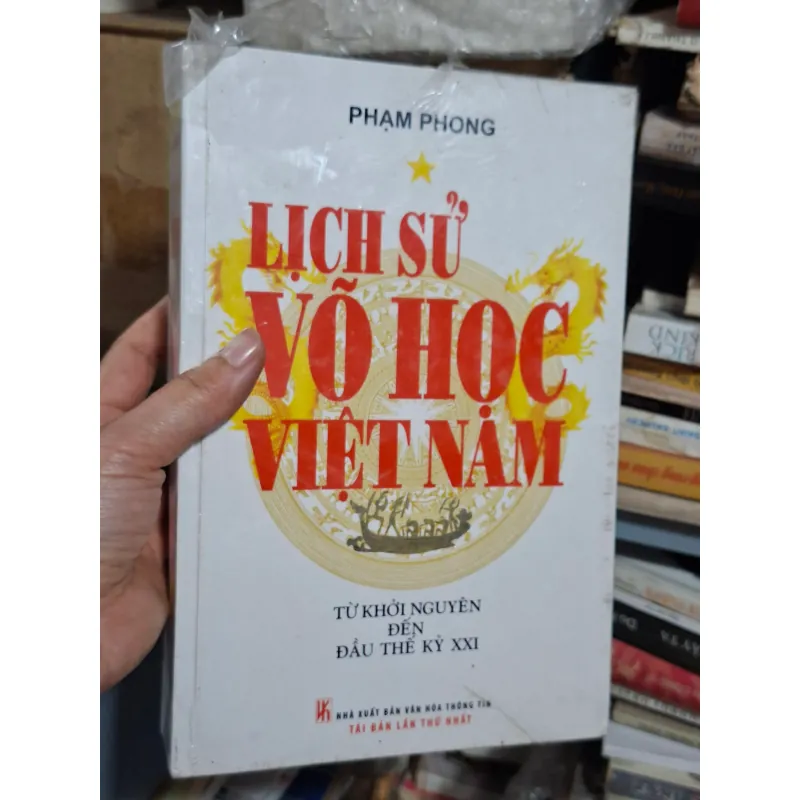 PHẠM PHONG
LỊCH SỬ
VÕ HỌC
VIỆT NAM
TỪ KHỞI NGUYÊN
ĐẾN
ĐẦU THẾ KỶ XXI
NHÀ XUẤT BẢN VĂN HÓA THÔNG TIN
TÁI BẢN LẦN THỨ NHẤT